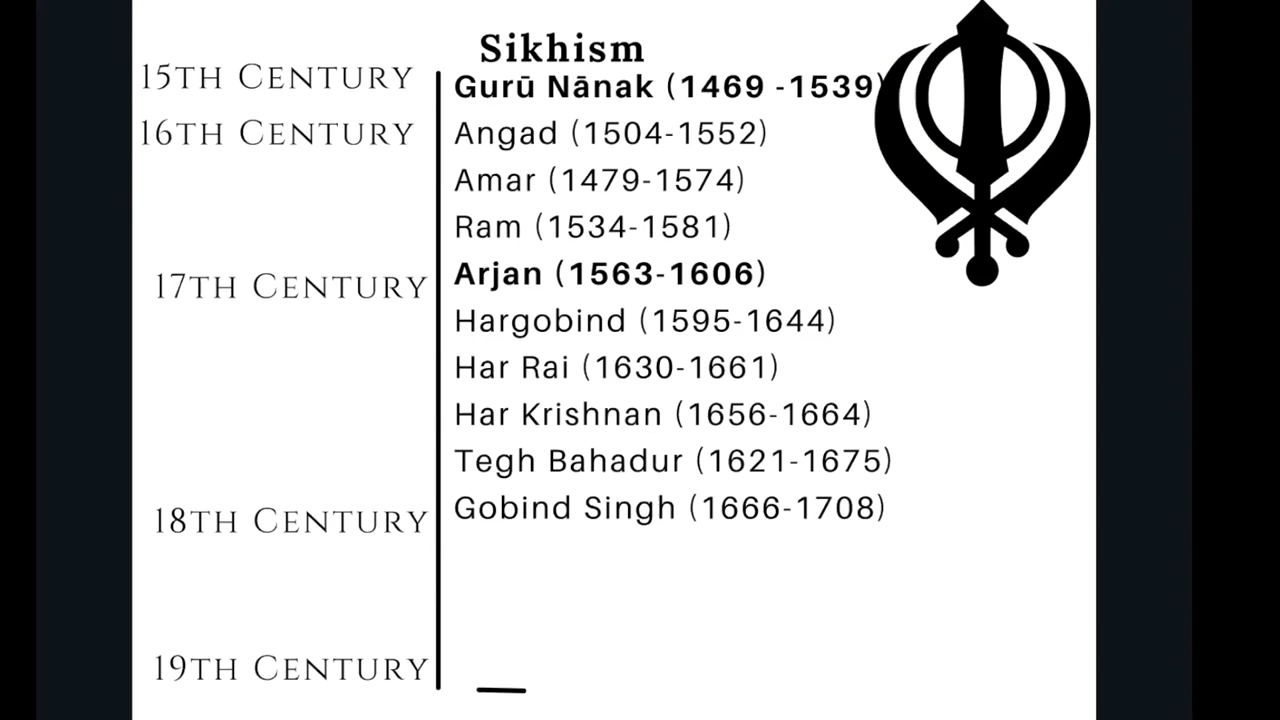 Sikhism
15TH CENTURY
Gurū Nānak (1469 -1539)
16TH CENTURY
Angad (1504-1552)
Amar (1479-1574)
Ram (1534-1581)
17TH CENTURY
Arjan (1563-1606)
Hargobind (1595-1644)
Har Rai (1630-1661)
Har Krishnan (1656-1664)
Tegh Bahadur (1621-1675)
18TH CENTURY
Gobind Singh (1666-1708)
19TH CENTURY